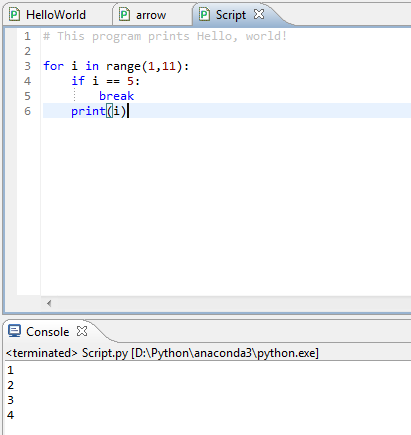 HelloWorld arrow Script
1 # This program prints Hello, world!
2
3 for i in range(1,11):
4     if i == 5:
5         break
6     print(i)
Console
<terminated> Script.py [D:\Python\anaconda3\python.exe]
1
2
3
4